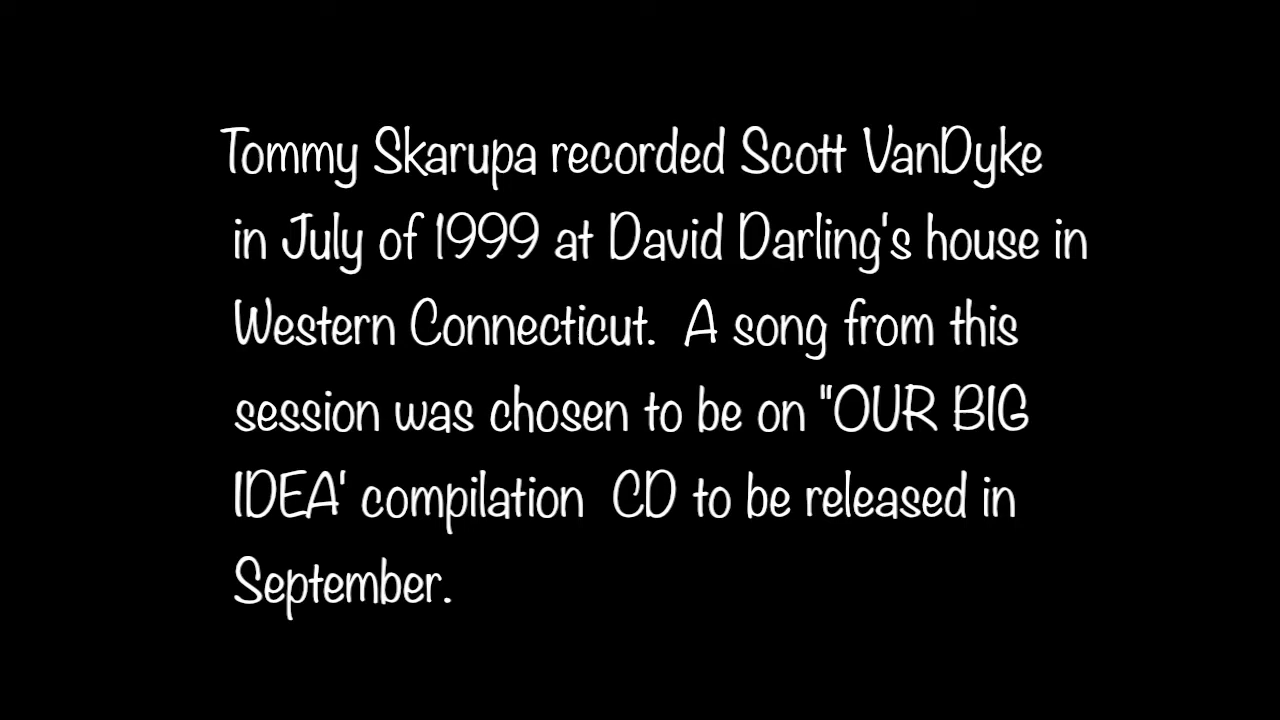 Tommy Skarupa recorded Scott VanDyke
in July of 1999 at David Darling's house in
Western Connecticut.  A song from this
session was chosen to be on "OUR BIG
IDEA' compilation  CD to be released in
September.